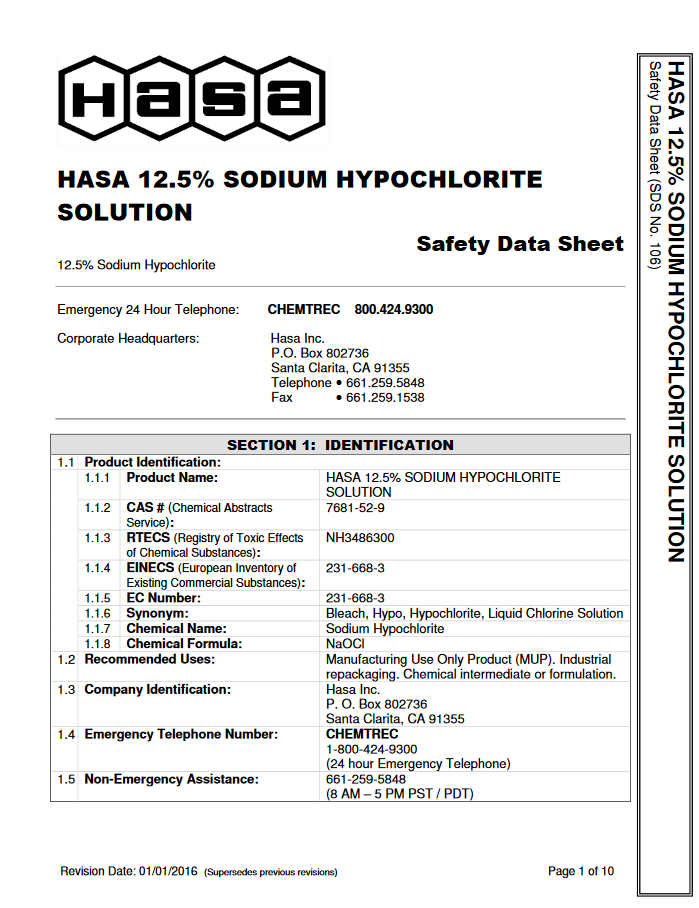 Hasa
HASA 12.5% SODIUM HYPOCHLORITE
SOLUTION
Safety Data Sheet
12.5% Sodium Hypochlorite
Emergency 24 Hour Telephone: CHEMTREC 800.424.9300
Corporate Headquarters: Hasa Inc.
P.O. Box 802736
Santa Clarita, CA 91355
Telephone • 661.259.5848
Fax • 661.259.1538
SECTION 1: IDENTIFICATION
1.1 Product Identification:
1.1.1 Product Name: HASA 12.5% SODIUM HYPOCHLORITE
SOLUTION
1.1.2 CAS # (Chemical Abstracts 7681-52-9
Service):
1.1.3 RTECS (Registry of Toxic Effects NH3486300
of Chemical Substances):
1.1.4 EINECS (European Inventory of 231-668-3
Existing Commercial Substances):
1.1.5 EC Number: 231-668-3
1.1.6 Synonym: Bleach, Hypo, Hypochlorite, Liquid Chlorine Solution
1.1.7 Chemical Name: Sodium Hypochlorite
1.1.8 Chemical Formula: NaOCl
1.2 Recommended Uses: Manufacturing Use Only Product (MUP). Industrial
repackaging. Chemical intermediate or formulation.
1.3 Company Identification: Hasa Inc.
P. O. Box 802736
Santa Clarita, CA 91355
1.4 Emergency Telephone Number: CHEMTREC
1-800-424-9300
(24 hour Emergency Telephone)
1.5 Non-Emergency Assistance: 661-259-5848
(8 AM – 5 PM PST / PDT)
Revision Date: 01/01/2016 (Supersedes previous revisions) Page 1 of 10
HASA 12.5% SODIUM HYPOCHLORITE SOLUTION
Safety Data Sheet (SDS No. 106)